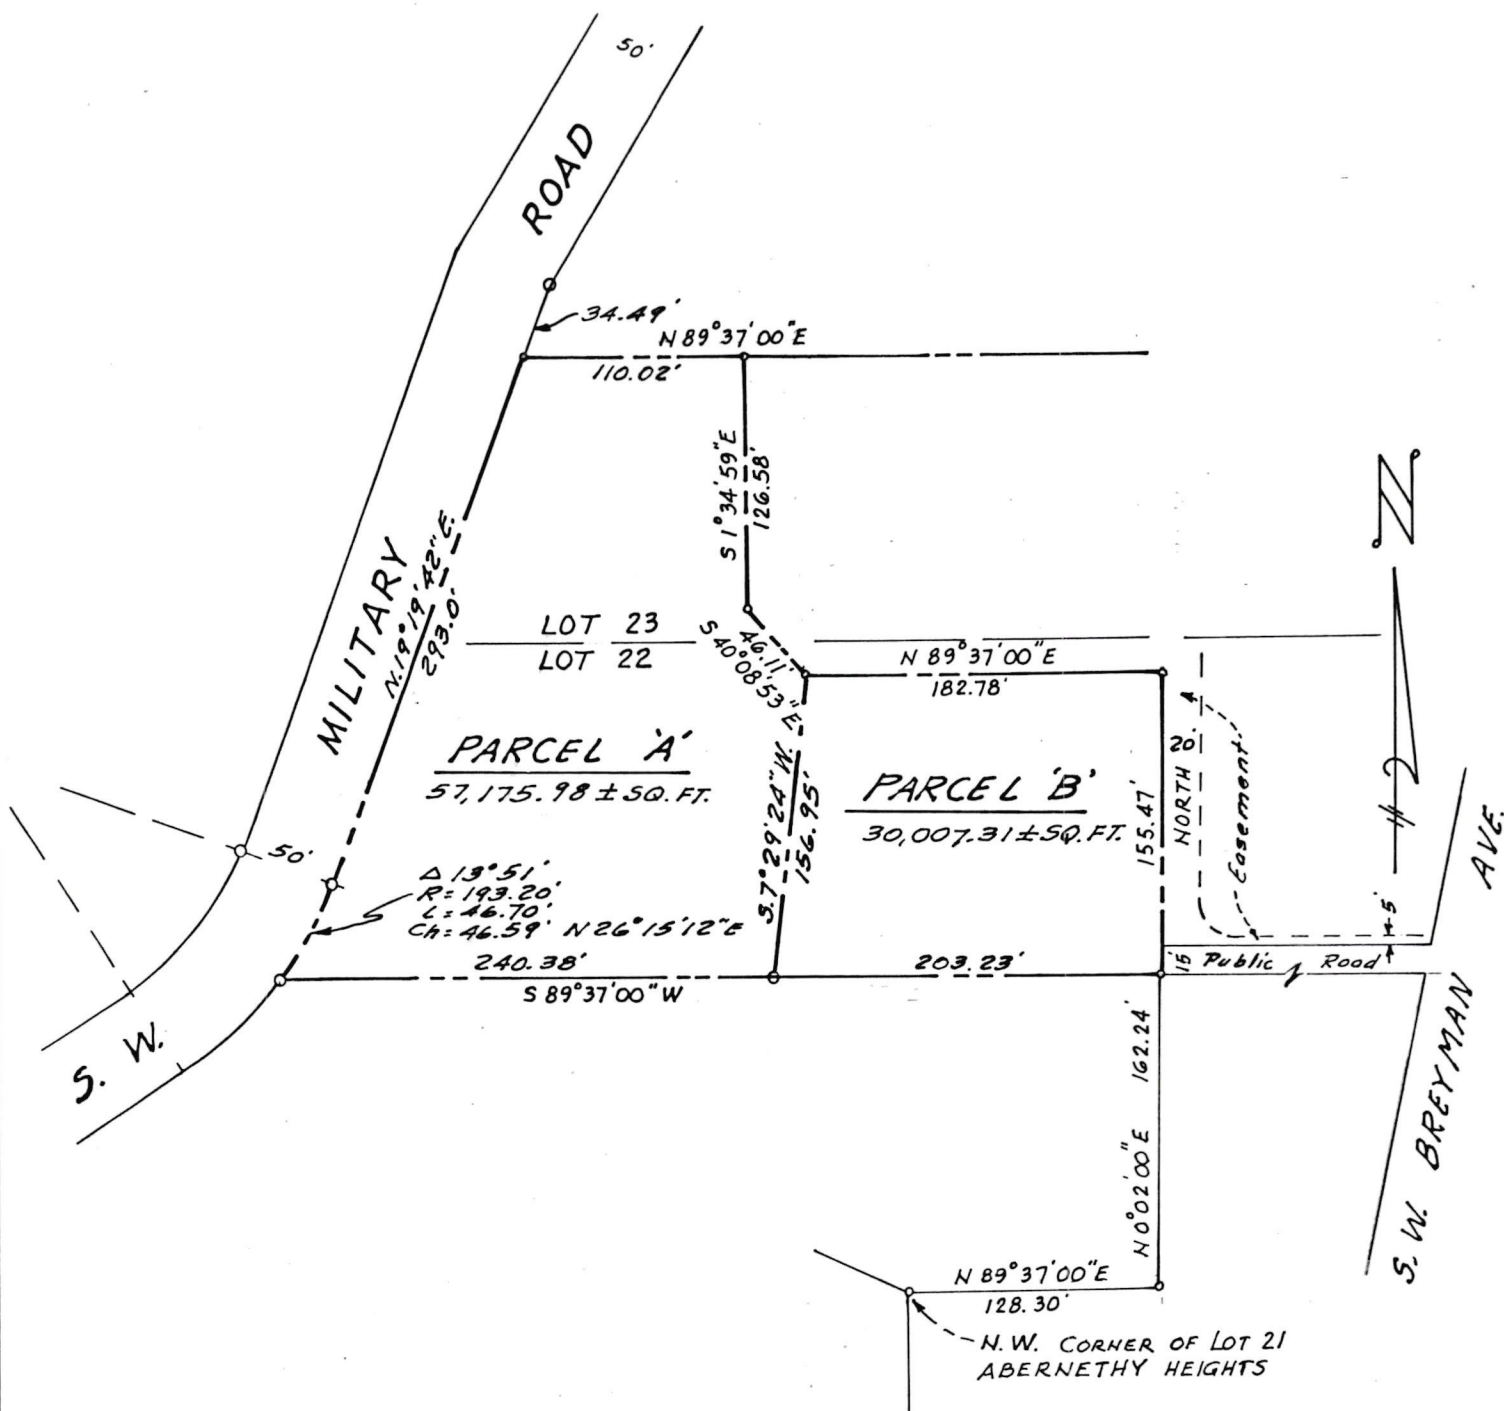 50'
ROAD
34.49'
N 89°37'00"E
110.02'
S 1°34'59"E
126.58'
MILITARY
N.19°19'42"E.
293.0'
LOT 23
LOT 22
46.11'
S 40°08'53"E
N 89°37'00"E
182.78'
PARCEL 'A'
57,175.98 ± SQ. FT.
S.7°29'24"W.
156.95'
PARCEL 'B'
30,007.31 ± SQ. FT.
155.47'
NORTH 20'
Easement
N
50'
Δ 13°51'
R= 193.20'
L= 46.70'
Ch= 46.59' N 26°15'12"E
240.38'
S 89°37'00"W
203.23'
15'
Public Road
5'
AVE.
S. W.
162.24'
N 0°02'00"E
S. W. BREYMAN
N 89°37'00"E
128.30'
N. W. CORNER OF LOT 21
ABERNETHY HEIGHTS